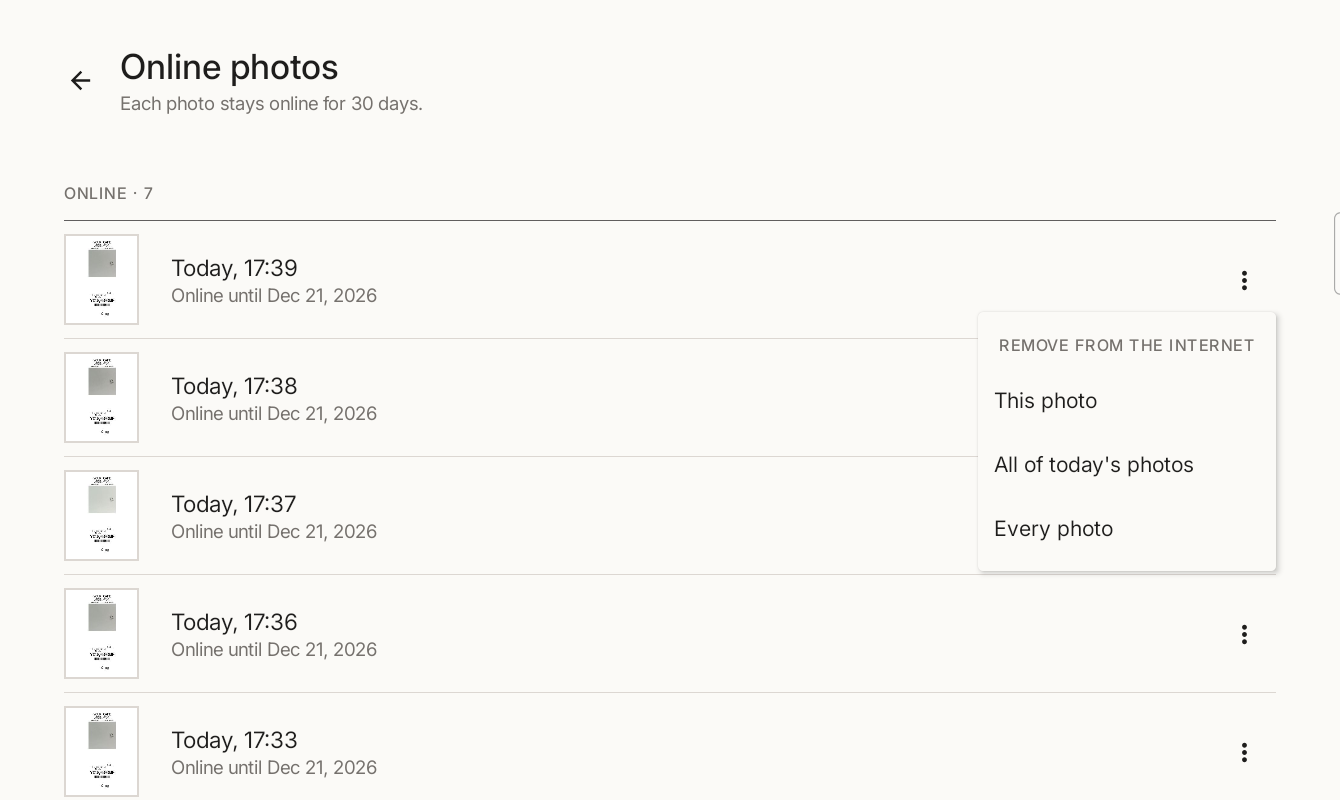 Online photos
Each photo stays online for 30 days.
ONLINE · 7
Today, 17:39
Online until Dec 21, 2026
REMOVE FROM THE INTERNET
This photo
All of today's photos
Every photo
Today, 17:38
Online until Dec 21, 2026
Today, 17:37
Online until Dec 21, 2026
Today, 17:36
Online until Dec 21, 2026
Today, 17:33
Online until Dec 21, 2026